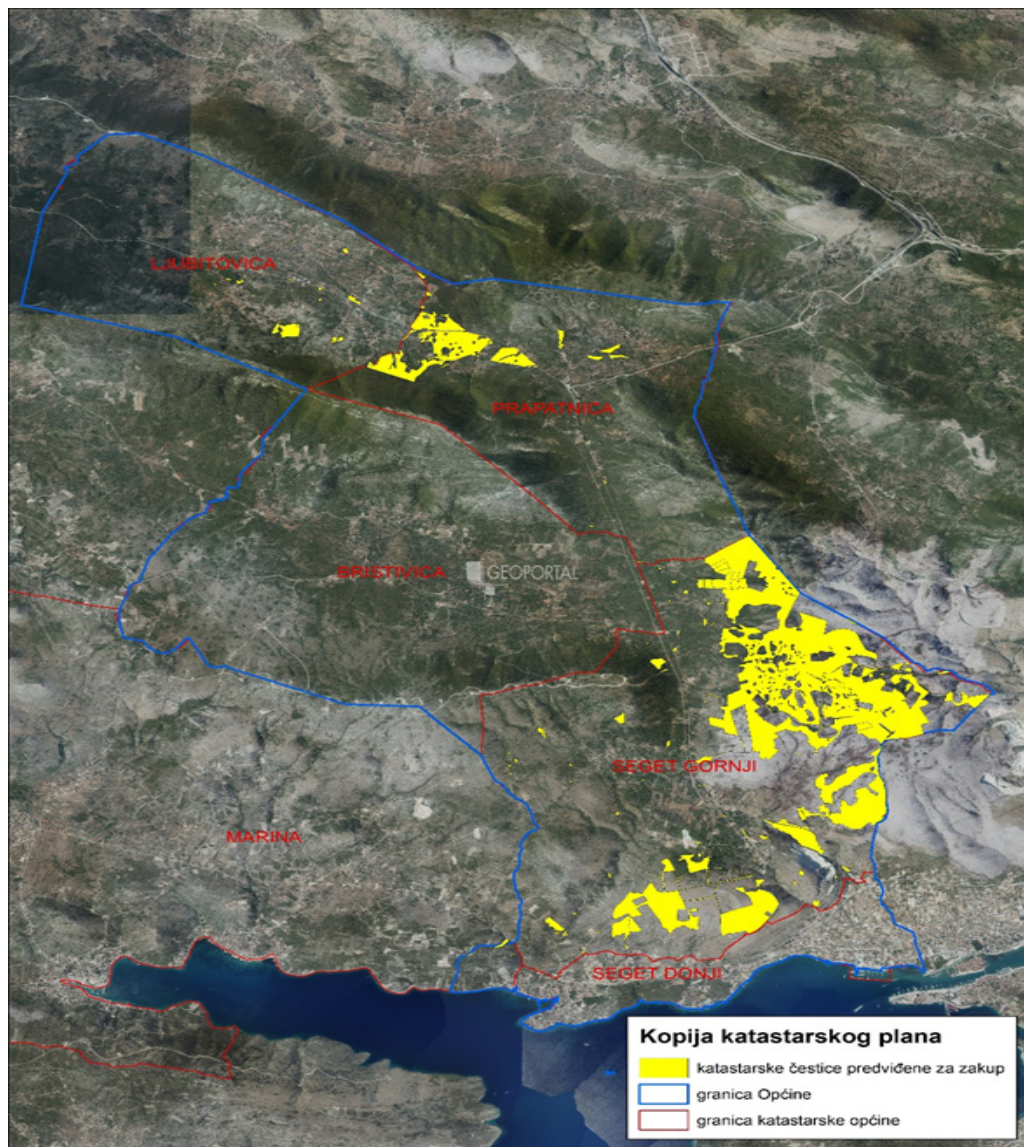 LJUBITOVICA
PRAPATNICA
BRISTIVICA
GEOPORTAL
SEGET GORNJI
MARINA
SEGET DONJI
Kopija katastarskog plana
katastarske čestice predviđene za zakup
granica Općine
granica katastarske općine